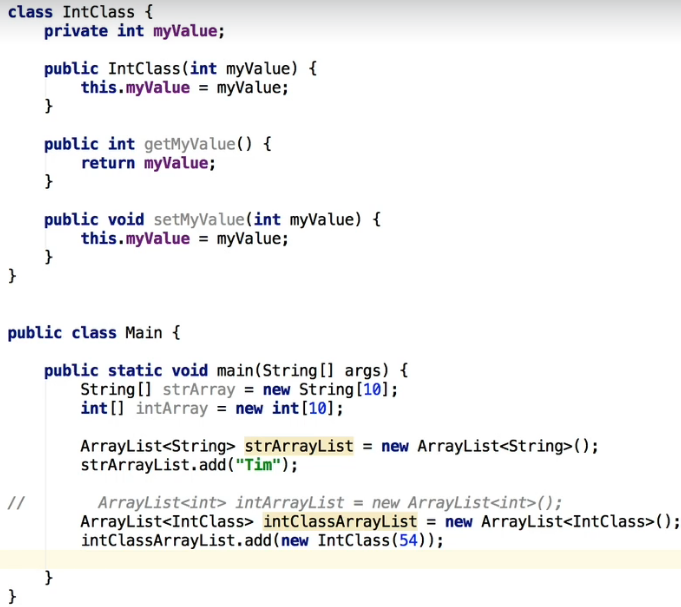 class IntClass {
    private int myValue;

    public IntClass(int myValue) {
        this.myValue = myValue;
    }

    public int getMyValue() {
        return myValue;
    }

    public void setMyValue(int myValue) {
        this.myValue = myValue;
    }
}

public class Main {

    public static void main(String[] args) {
        String[] strArray = new String[10];
        int[] intArray = new int[10];

        ArrayList<String> strArrayList = new ArrayList<String>();
        strArrayList.add("Tim");

//        ArrayList<int> intArrayList = new ArrayList<int>();
        ArrayList<IntClass> intClassArrayList = new ArrayList<IntClass>();
        intClassArrayList.add(new IntClass(54));

    }
}